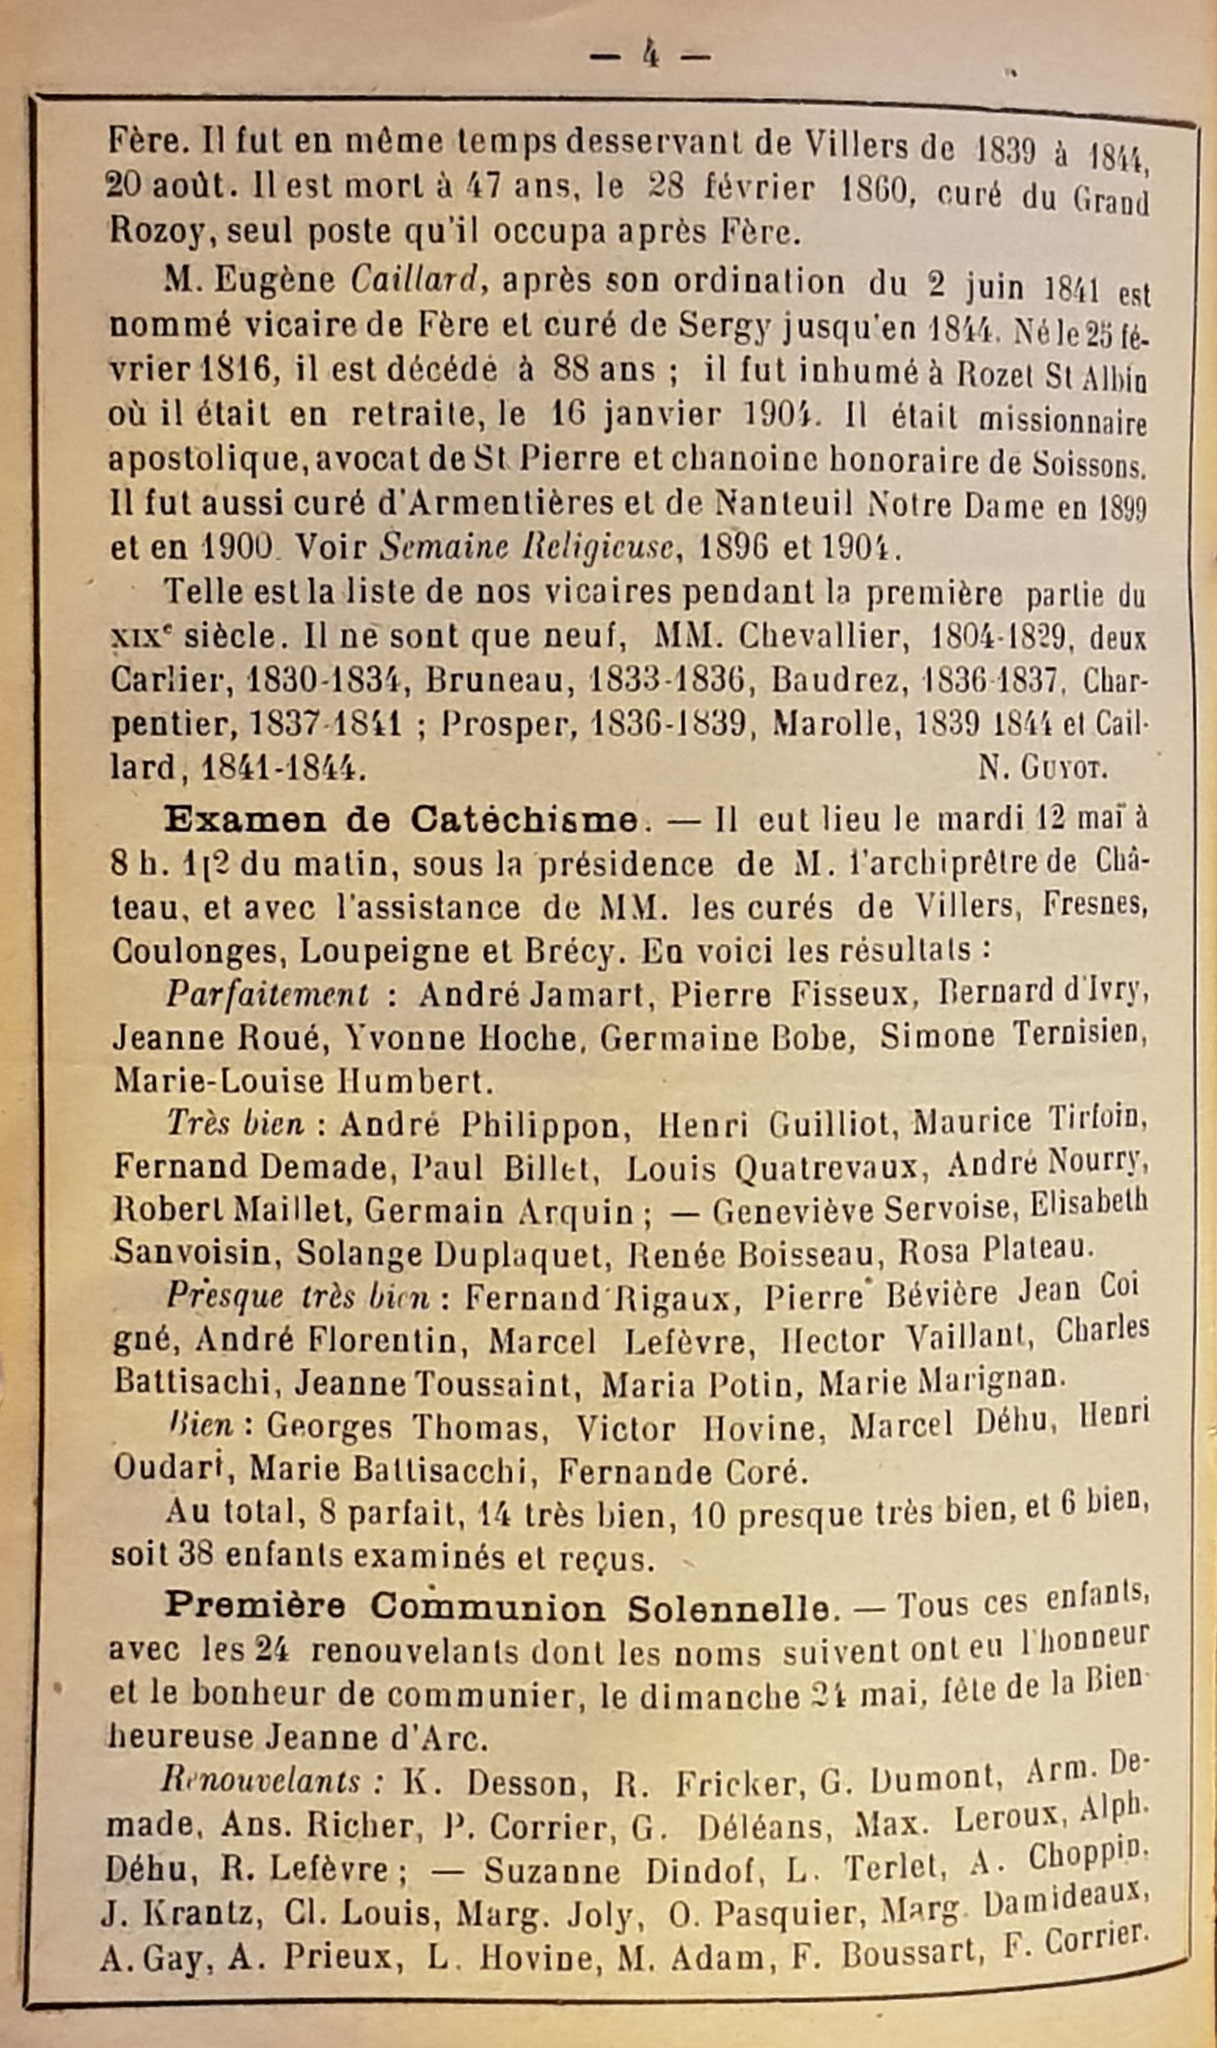 — 4 —
Fère. Il fut en même temps desservant de Villers de 1839 à 1844,
20 août. Il est mort à 47 ans, le 28 février 1860, curé du Grand
Rozoy, seul poste qu'il occupa après Fère.
M. Eugène Caillard, après son ordination du 2 juin 1841 est
nommé vicaire de Fère et curé de Sergy jusqu'en 1844. Né le 25 fé-
vrier 1816, il est décédé à 88 ans ; il fut inhumé à Rozet St Albin
où il était en retraite, le 16 janvier 1904. Il était missionnaire
apostolique, avocat de St Pierre et chanoine honoraire de Soissons.
Il fut aussi curé d'Armentières et de Nanteuil Notre Dame en 1899
et en 1900. Voir Semaine Religieuse, 1896 et 1904.
Telle est la liste de nos vicaires pendant la première partie du
XIXe siècle. Il ne sont que neuf, MM. Chevallier, 1804-1829, deux
Carlier, 1830-1834, Bruneau, 1833-1836, Baudrez, 1836-1837, Char-
pentier, 1837-1841 ; Prosper, 1836-1839, Marolle, 1839 1844 et Cail-
lard, 1841-1844. N. GUYOT.
Examen de Catéchisme. — Il eut lieu le mardi 12 mai à
8 h. 1|2 du matin, sous la présidence de M. l'archiprêtre de Châ-
teau, et avec l'assistance de MM. les curés de Villers, Fresnes,
Coulonges, Loupeigne et Brécy. En voici les résultats :
Parfaitement : André Jamart, Pierre Fisseux, Bernard d'Ivry,
Jeanne Roué, Yvonne Hoche, Germaine Bobe, Simone Ternisien,
Marie-Louise Humbert.
Très bien : André Philippon, Henri Guilliot, Maurice Tirfoin,
Fernand Demade, Paul Billet, Louis Quatrevaux, André Nourry,
Robert Maillet, Germain Arquin ; — Geneviève Servoise, Elisabeth
Sanvoisin, Solange Duplaquet, Renée Boisseau, Rosa Plateau.
Presque très bien : Fernand Rigaux, Pierre Bévière Jean Coi
gné, André Florentin, Marcel Lefèvre, Hector Vaillant, Charles
Battisachi, Jeanne Toussaint, Maria Potin, Marie Marignan.
Bien : Georges Thomas, Victor Hovine, Marcel Déhu, Henri
Oudart, Marie Battisacchi, Fernande Coré.
Au total, 8 parfait, 14 très bien, 10 presque très bien, et 6 bien,
soit 38 enfants examinés et reçus.
Première Communion Solennelle. — Tous ces enfants,
avec les 24 renouvelants dont les noms suivent ont eu l'honneur
et le bonheur de communier, le dimanche 24 mai, fête de la Bien-
heureuse Jeanne d'Arc.
Renouvelants : K. Desson, R. Fricker, G. Dumont, Arm. De-
made, Ans. Richer, P. Corrier, G. Déléans, Max. Leroux, Alph.
Déhu, R. Lefèvre ; — Suzanne Dindof, L. Terlet, A. Choppin,
J. Krantz, Cl. Louis, Marg. Joly, O. Pasquier, Marg. Damideaux,
A. Gay, A. Prieux, L. Hovine, M. Adam, F. Boussart, F. Corrier.